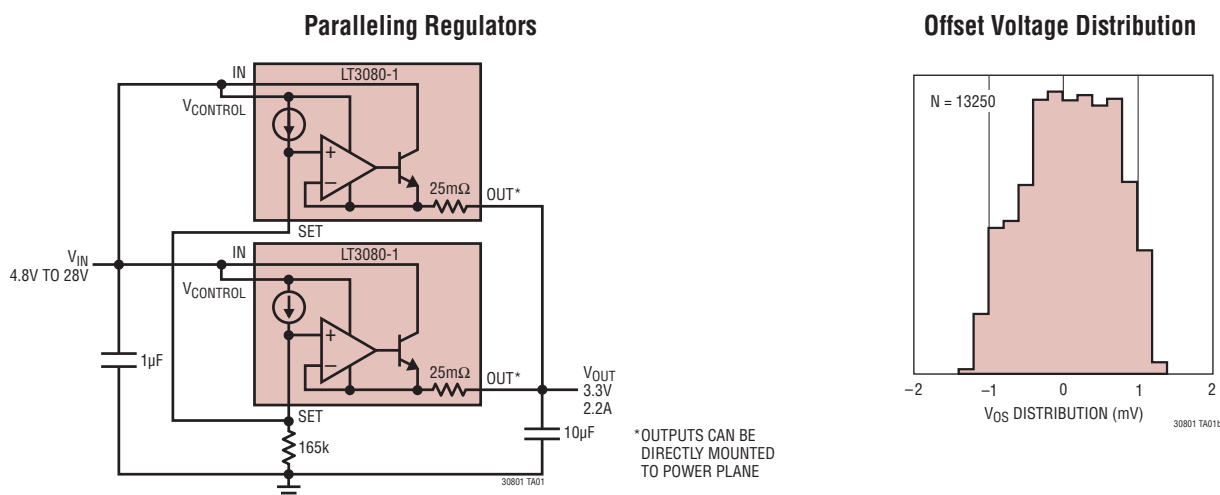 Paralleling Regulators
IN
LT3080-1
VCONTROL
+
–
25mΩ
OUT*
SET
VIN
4.8V TO 28V
IN
LT3080-1
VCONTROL
+
–
25mΩ
OUT*
1µF
SET
165k
VOUT
3.3V
2.2A
10µF
*OUTPUTS CAN BE
DIRECTLY MOUNTED
TO POWER PLANE
30801 TA01
Offset Voltage Distribution
N = 13250
–2 –1 0 1 2
VOS DISTRIBUTION (mV)
30801 TA01b